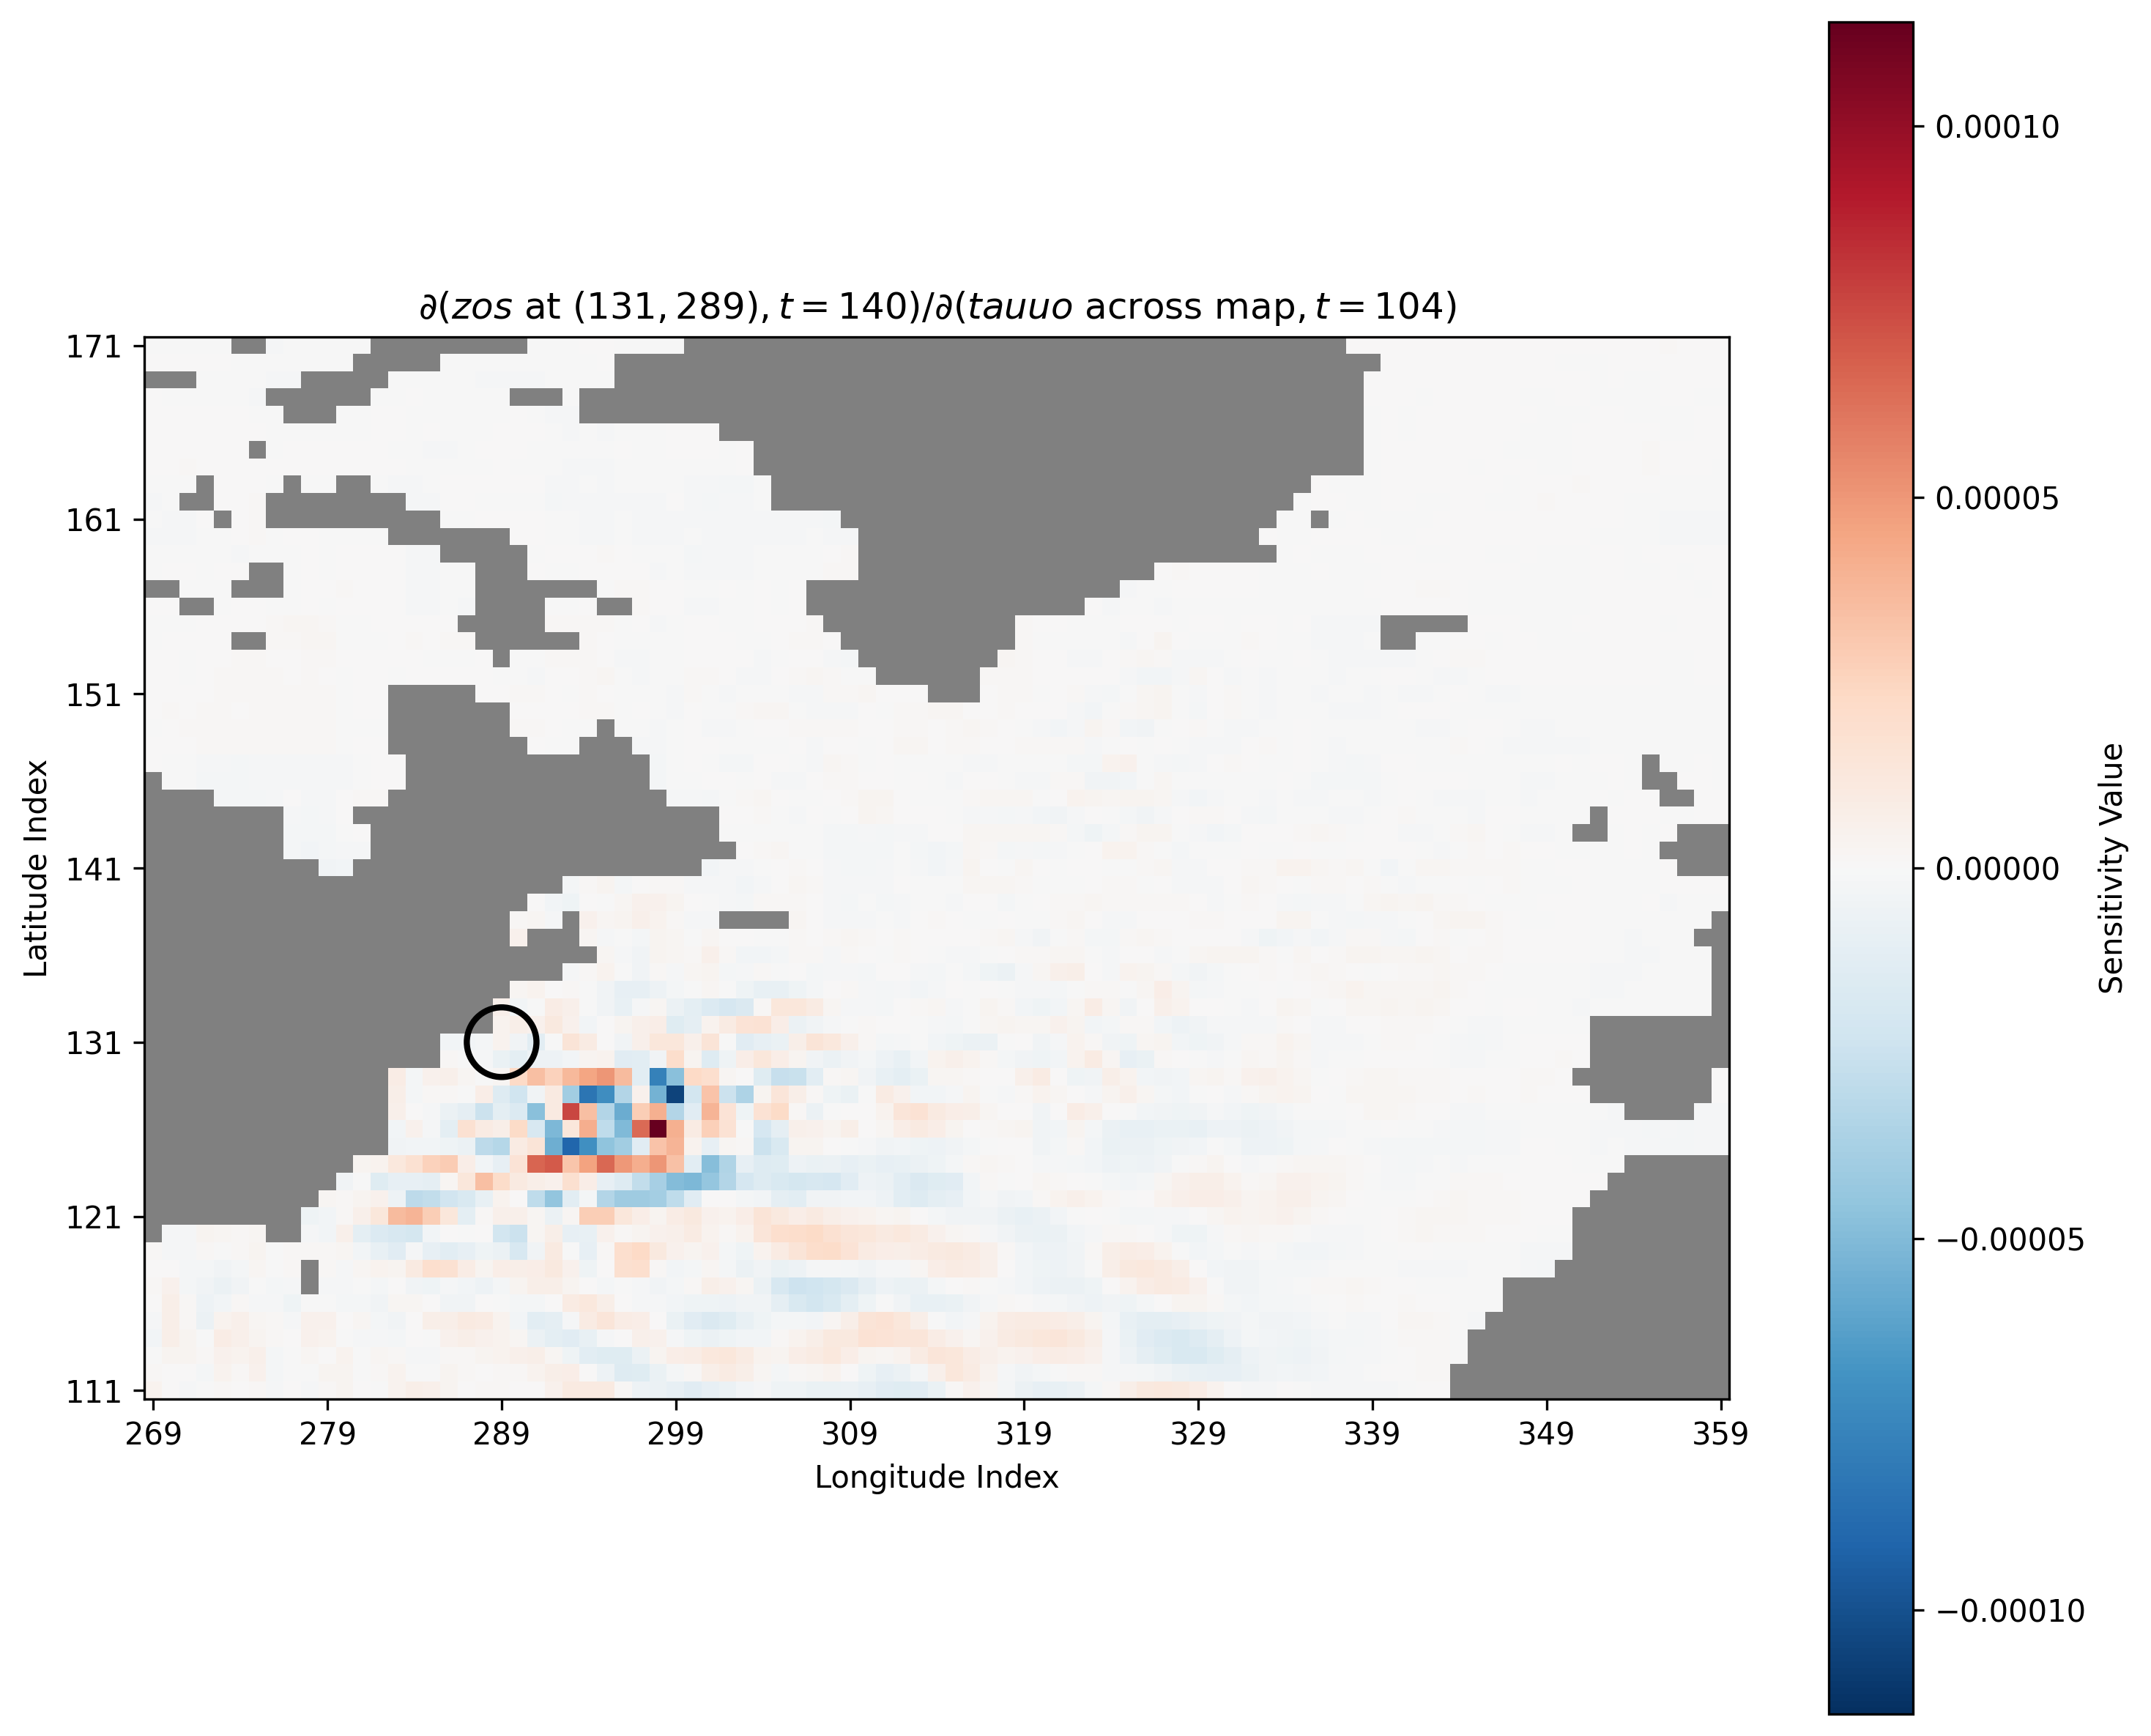 ∂(zos at (131, 289), t = 140)/∂(tauuo across map, t = 104)
171
161
151
141
131
121
111
Latitude Index
269 279 289 299 309 319 329 339 349 359
Longitude Index
0.00010
0.00005
0.00000
−0.00005
−0.00010
Sensitivity Value